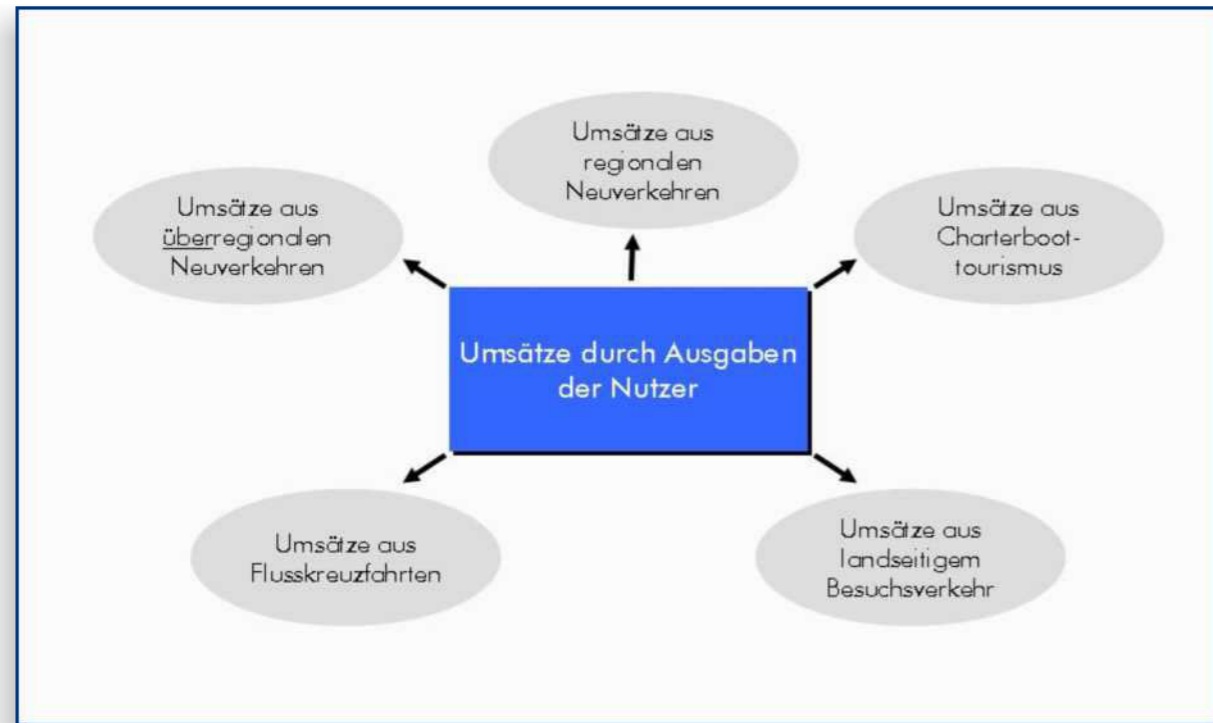 Umsätze aus
regionalen
Neuverkehren
Umsätze aus
überregionalen
Neuverkehren
Umsätze aus
Charterboot-
tourismus
Umsätze durch Ausgaben
der Nutzer
Umsätze aus
Flusskreuzfahrten
Umsätze aus
landseitigem
Besuchsverkehr